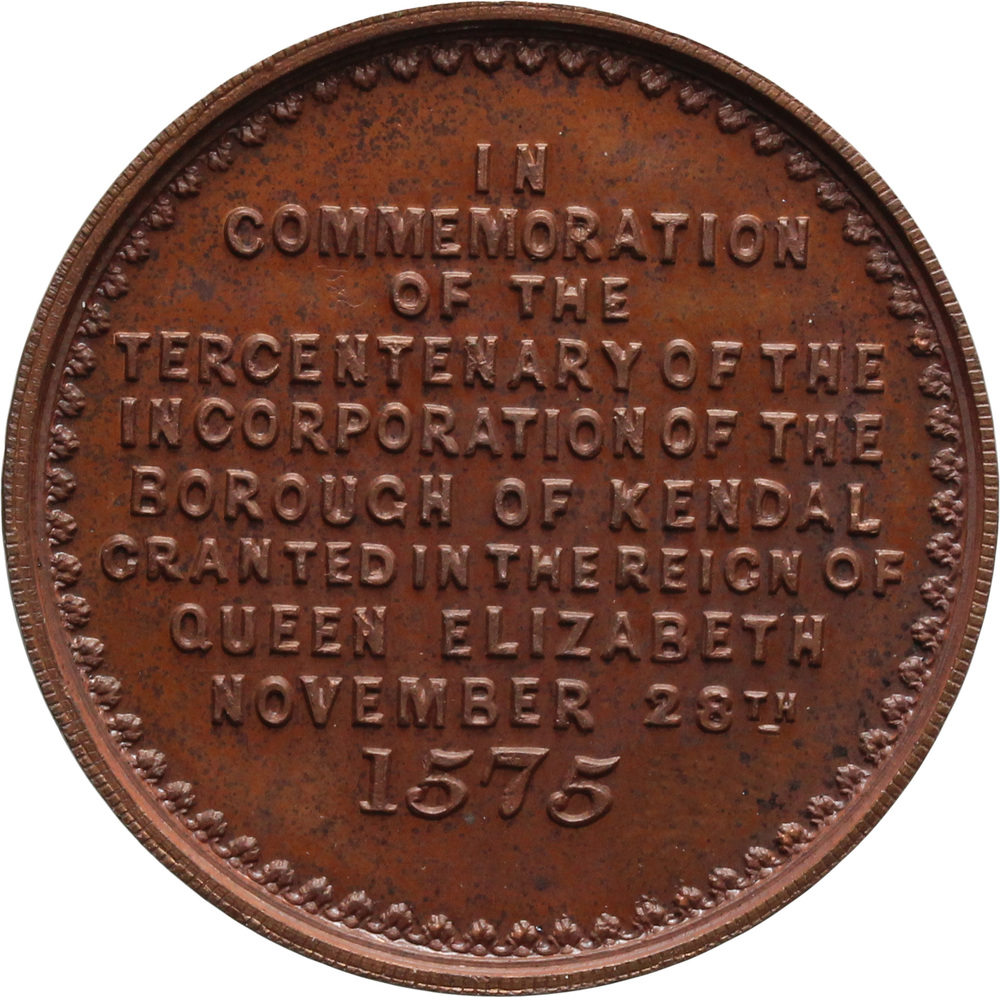 IN
COMMEMORATION
OF THE
TERCENTENARY OF THE
INCORPORATION OF THE
BOROUGH OF KENDAL
GRANTED IN THE REIGN OF
QUEEN ELIZABETH
NOVEMBER 28TH
1575